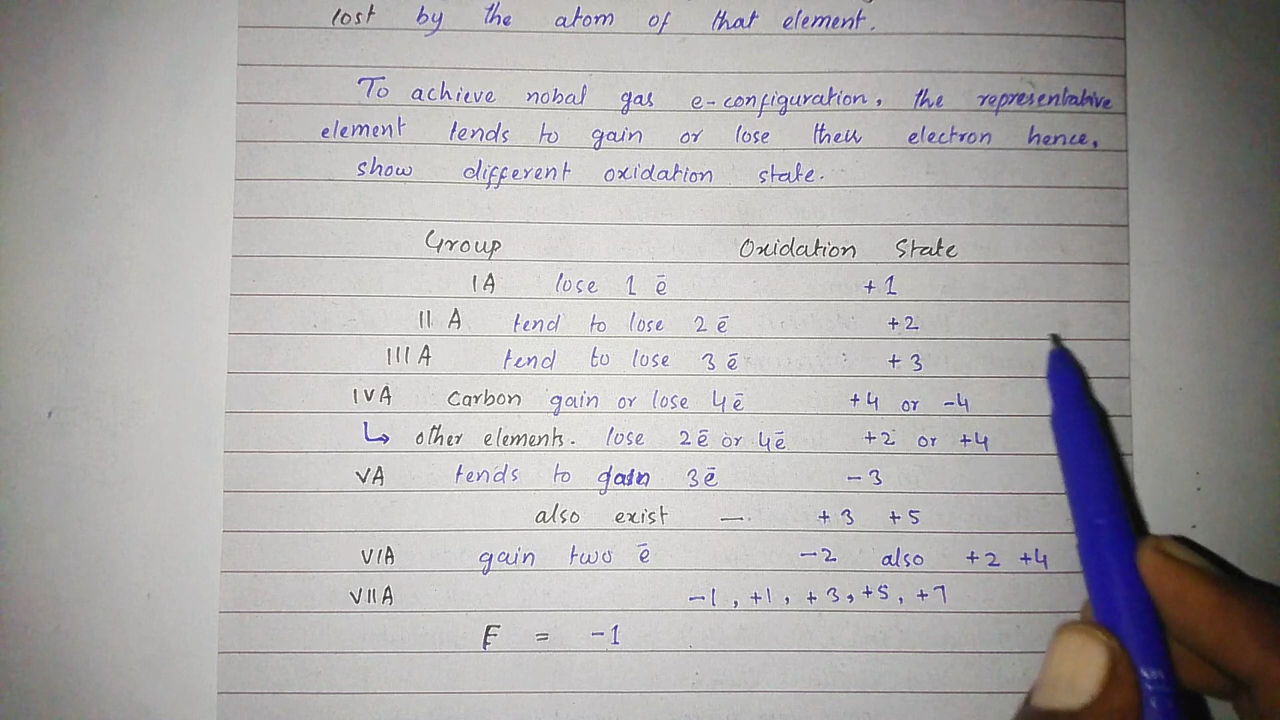 lost by the atom of that element.
To achieve nobal gas e-configuration, the representative
element tends to gain or lose their electron hence,
show different oxidation state.
Group Oxidation State
IA lose 1 ē +1
II A tend to lose 2ē +2
III A tend to lose 3ē +3
IVA Carbon gain or lose 4ē +4 or -4
↳ other elements. lose 2ē or 4ē +2 or +4
VA tends to gain 3ē -3
also exist — +3 +5
VIA gain two ē -2 also +2 +4
VIIA -1, +1, +3, +5, +7
F = -1